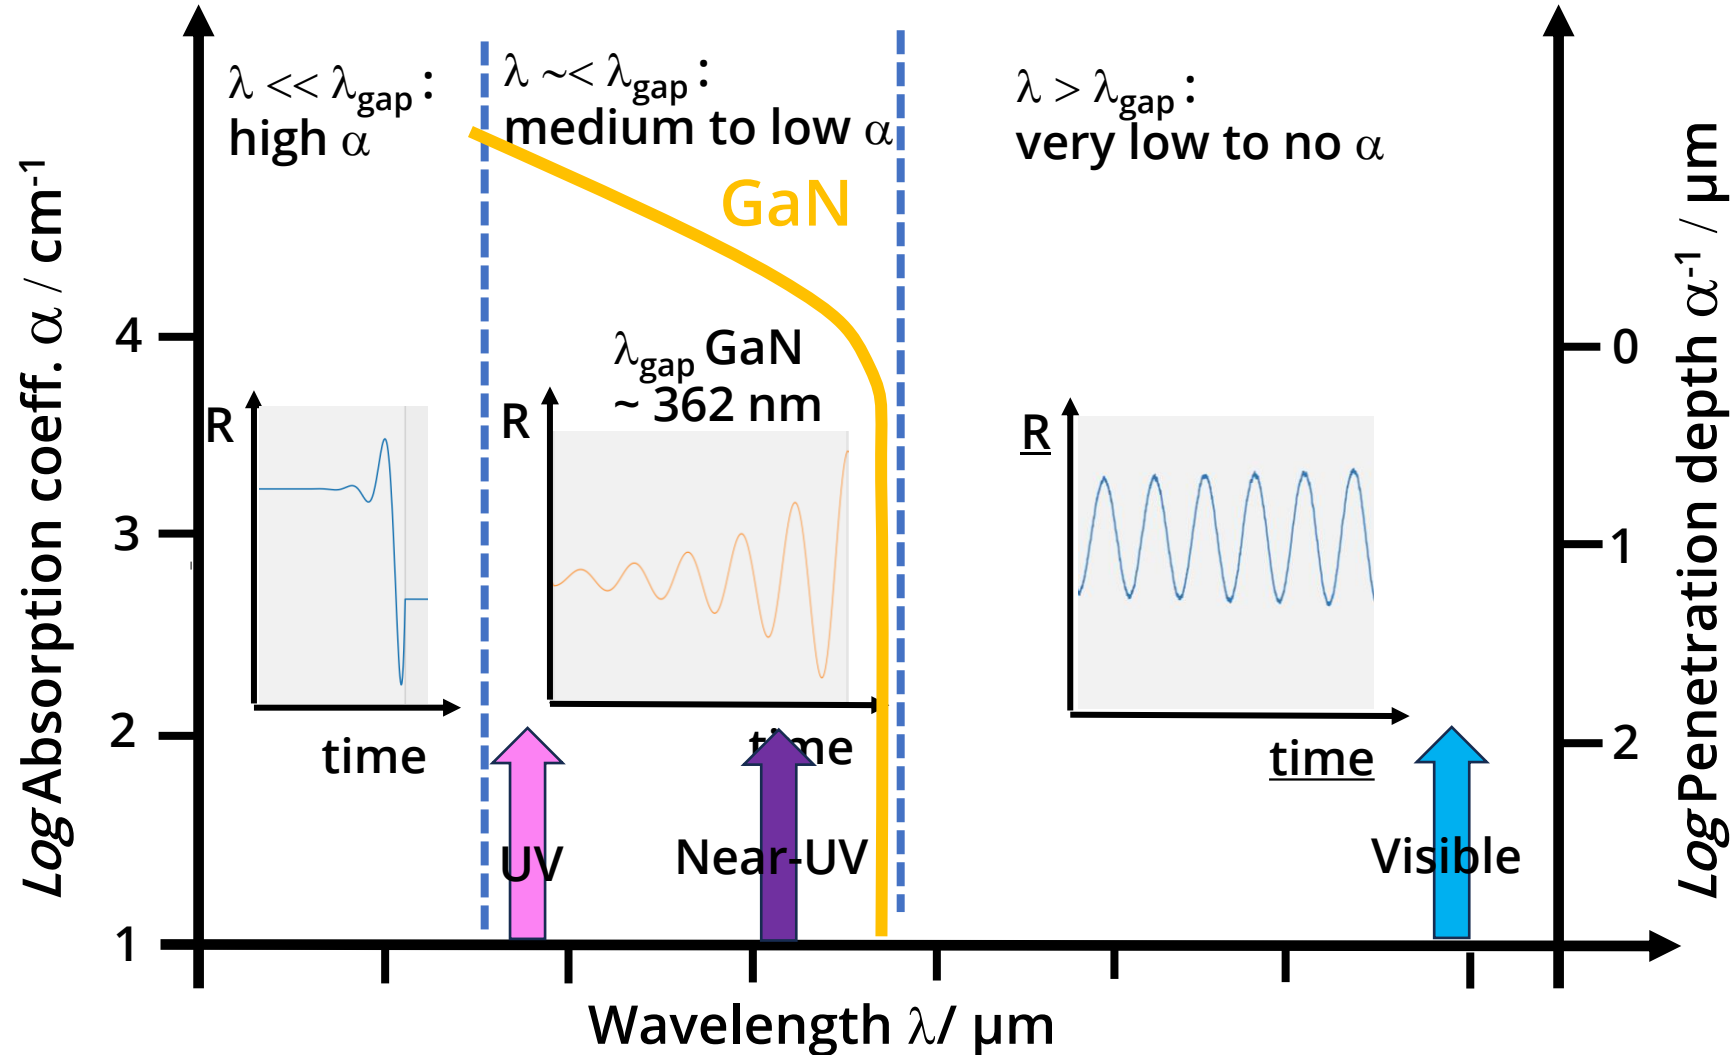 λ << λgap :
high α
λ ~< λgap :
medium to low α
λ > λgap :
very low to no α
GaN
λgap GaN
~ 362 nm
Log Absorption coeff. α / cm-1
4
3
2
1
Log Penetration depth α-1 / µm
0
1
2
R
time
R
time
R
time
UV
Near-UV
Visible
Wavelength λ/ µm